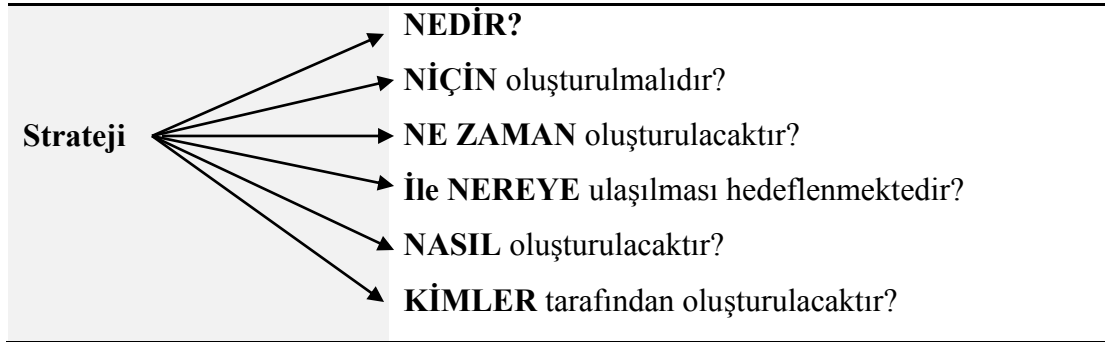 NEDİR?
NİÇİN oluşturulmalıdır?
Strateji
NE ZAMAN oluşturulacaktır?
İle NEREYE ulaşılması hedeflenmektedir?
NASIL oluşturulacaktır?
KİMLER tarafından oluşturulacaktır?